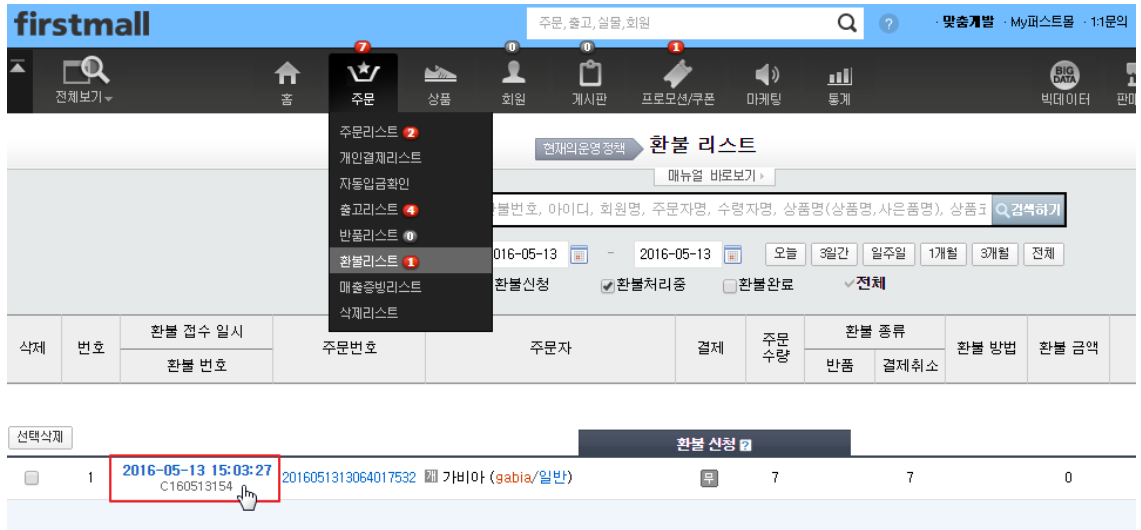 firstmall
주문,출고,실물,회원
?
· 맞춤개발 · My퍼스트몰 · 1:1문의
전체보기
홈
7
주문
상품
0
회원
0
게시판
1
프로모션/쿠폰
마케팅
통계
BIG DATA
빅데이터
주문리스트 2
개인결제리스트
자동입금확인
출고리스트 4
반품리스트 0
환불리스트 1
매출증빙리스트
삭제리스트
현재의운영정책
환불 리스트
매뉴얼 바로보기
불번호, 아이디, 회원명, 주문자명, 수령자명, 상품명(상품명,사은품명), 상품코
검색하기
016-05-13 - 2016-05-13 오늘 3일간 일주일 1개월 3개월 전체
환불신청 환불처리중 환불완료 전체
삭제 번호 환불 접수 일시 주문번호 주문자 결제 주문수량 환불 종류 환불 방법 환불 금액
환불 번호 반품 결제취소
선택삭제
환불 신청 ?
1 2016-05-13 15:03:27 2016051313064017532 개 가비아 (gabia/일반) 무 7 7 0
C160513154